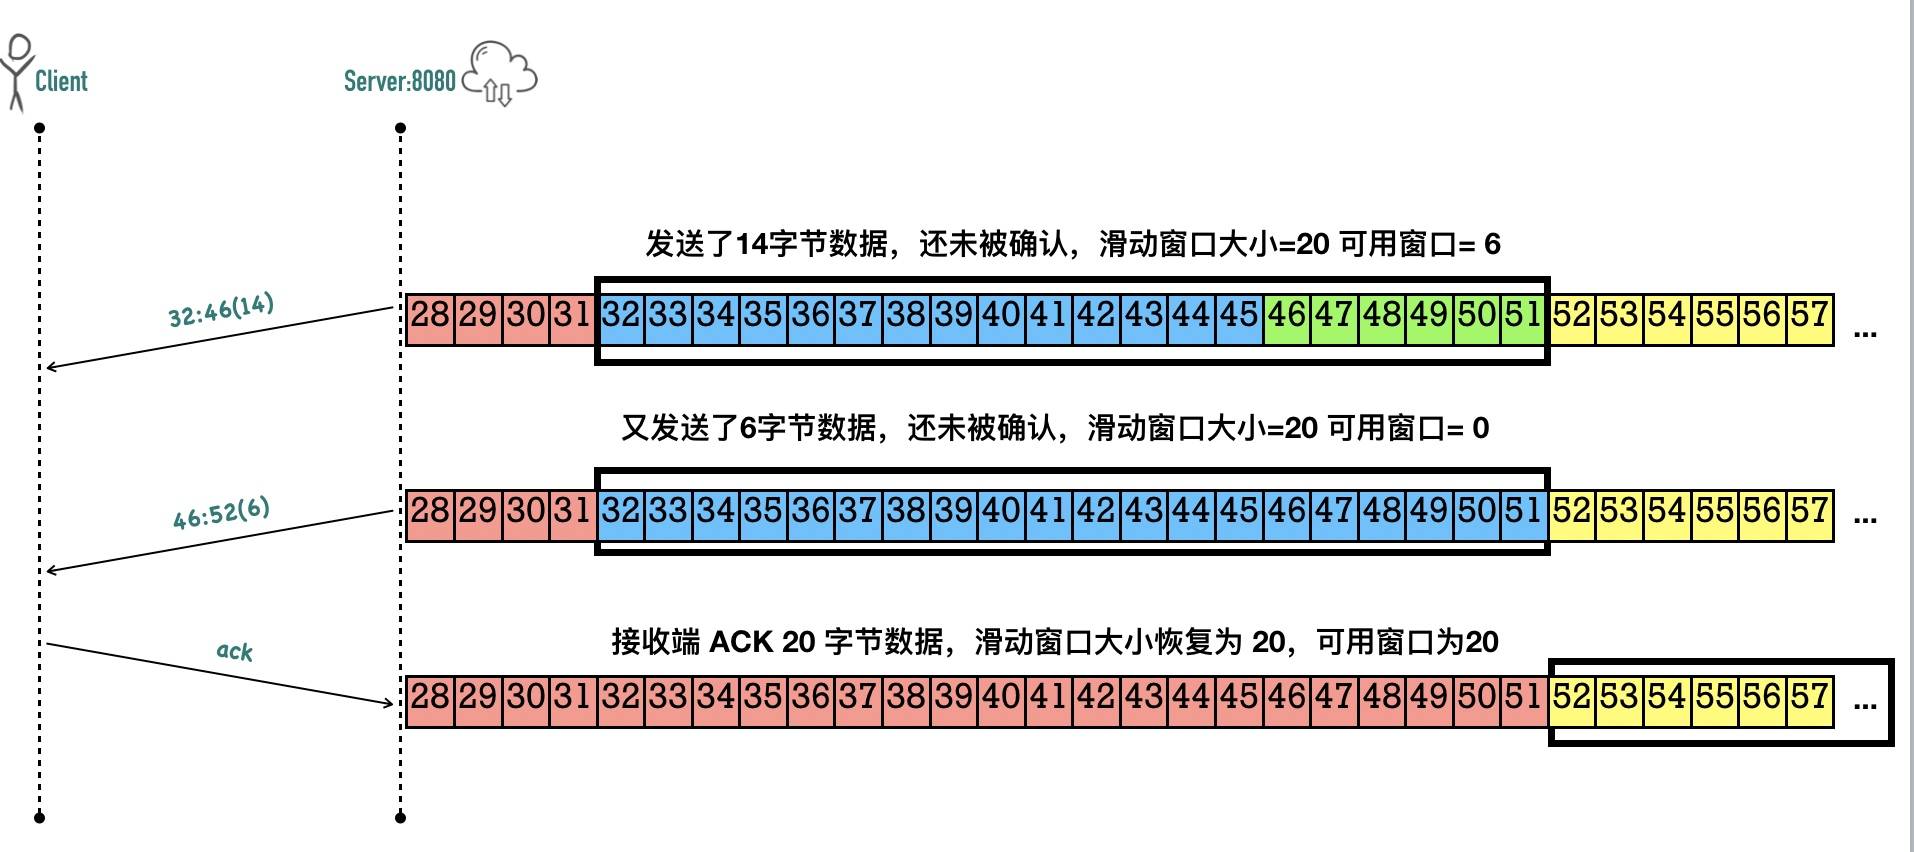 Client
Server:8080
发送了14字节数据，还未被确认，滑动窗口大小=20 可用窗口= 6
32:46(14)
28 29 30 31 32 33 34 35 36 37 38 39 40 41 42 43 44 45 46 47 48 49 50 51 52 53 54 55 56 57 ...
又发送了6字节数据，还未被确认，滑动窗口大小=20 可用窗口= 0
46:52(6)
28 29 30 31 32 33 34 35 36 37 38 39 40 41 42 43 44 45 46 47 48 49 50 51 52 53 54 55 56 57 ...
接收端 ACK 20 字节数据，滑动窗口大小恢复为 20，可用窗口为20
ack
28 29 30 31 32 33 34 35 36 37 38 39 40 41 42 43 44 45 46 47 48 49 50 51 52 53 54 55 56 57 ...